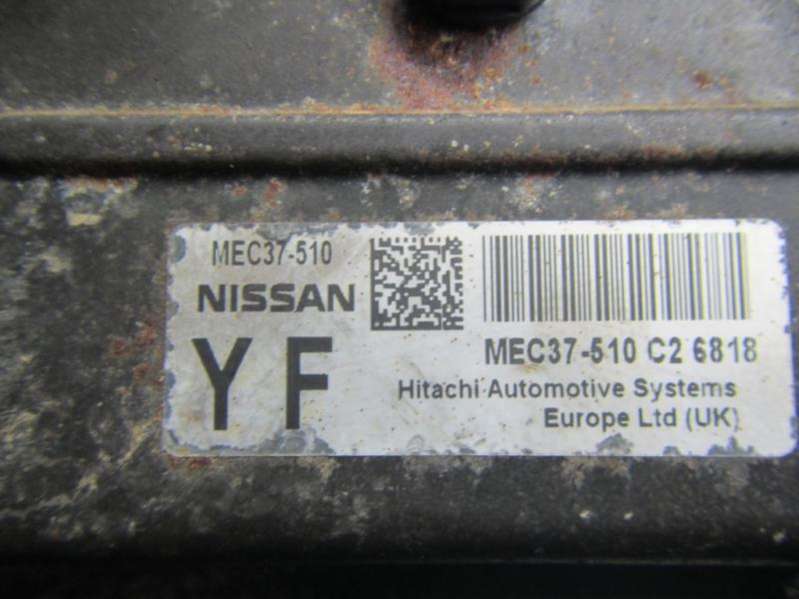 MEC37-510
NISSAN
YF
MEC37-510 C2 6818
Hitachi Automotive Systems
Europe Ltd (UK)